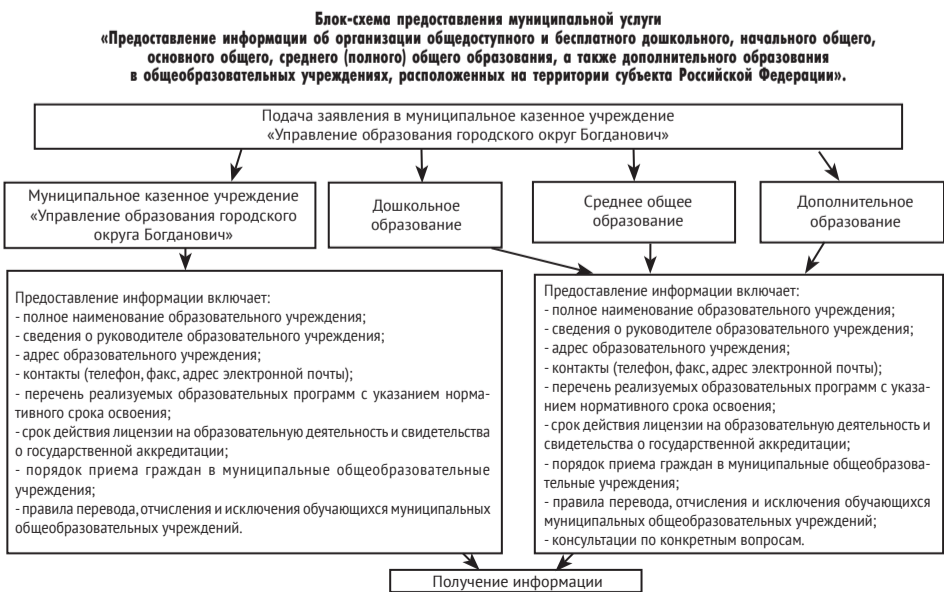 Блок-схема предоставления муниципальной услуги
«Предоставление информации об организации общедоступного и бесплатного дошкольного, начального общего,
основного общего, среднего (полного) общего образования, а также дополнительного образования
в общеобразовательных учреждениях, расположенных на территории субъекта Российской Федерации».
Подача заявления в муниципальное казенное учреждение
«Управление образования городского округ Богданович»
Муниципальное казенное учреждение
«Управление образования городского
округа Богданович»
Дошкольное
образование
Среднее общее
образование
Дополнительное
образование
Предоставление информации включает:
- полное наименование образовательного учреждения;
- сведения о руководителе образовательного учреждения;
- адрес образовательного учреждения;
- контакты (телефон, факс, адрес электронной почты);
- перечень реализуемых образовательных программ с указанием норма-
тивного срока освоения;
- срок действия лицензии на образовательную деятельность и свидетельства
о государственной аккредитации;
- порядок приема граждан в муниципальные общеобразовательные
учреждения;
- правила перевода, отчисления и исключения обучающихся муниципальных
общеобразовательных учреждений.
Предоставление информации включает:
- полное наименование образовательного учреждения;
- сведения о руководителе образовательного учреждения;
- адрес образовательного учреждения;
- контакты (телефон, факс, адрес электронной почты);
- перечень реализуемых образовательных программ с указа-
нием нормативного срока освоения;
- срок действия лицензии на образовательную деятельность и
свидетельства о государственной аккредитации;
- порядок приема граждан в муниципальные общеобразова-
тельные учреждения;
- правила перевода, отчисления и исключения обучающихся
муниципальных общеобразовательных учреждений;
- консультации по конкретным вопросам.
Получение информации